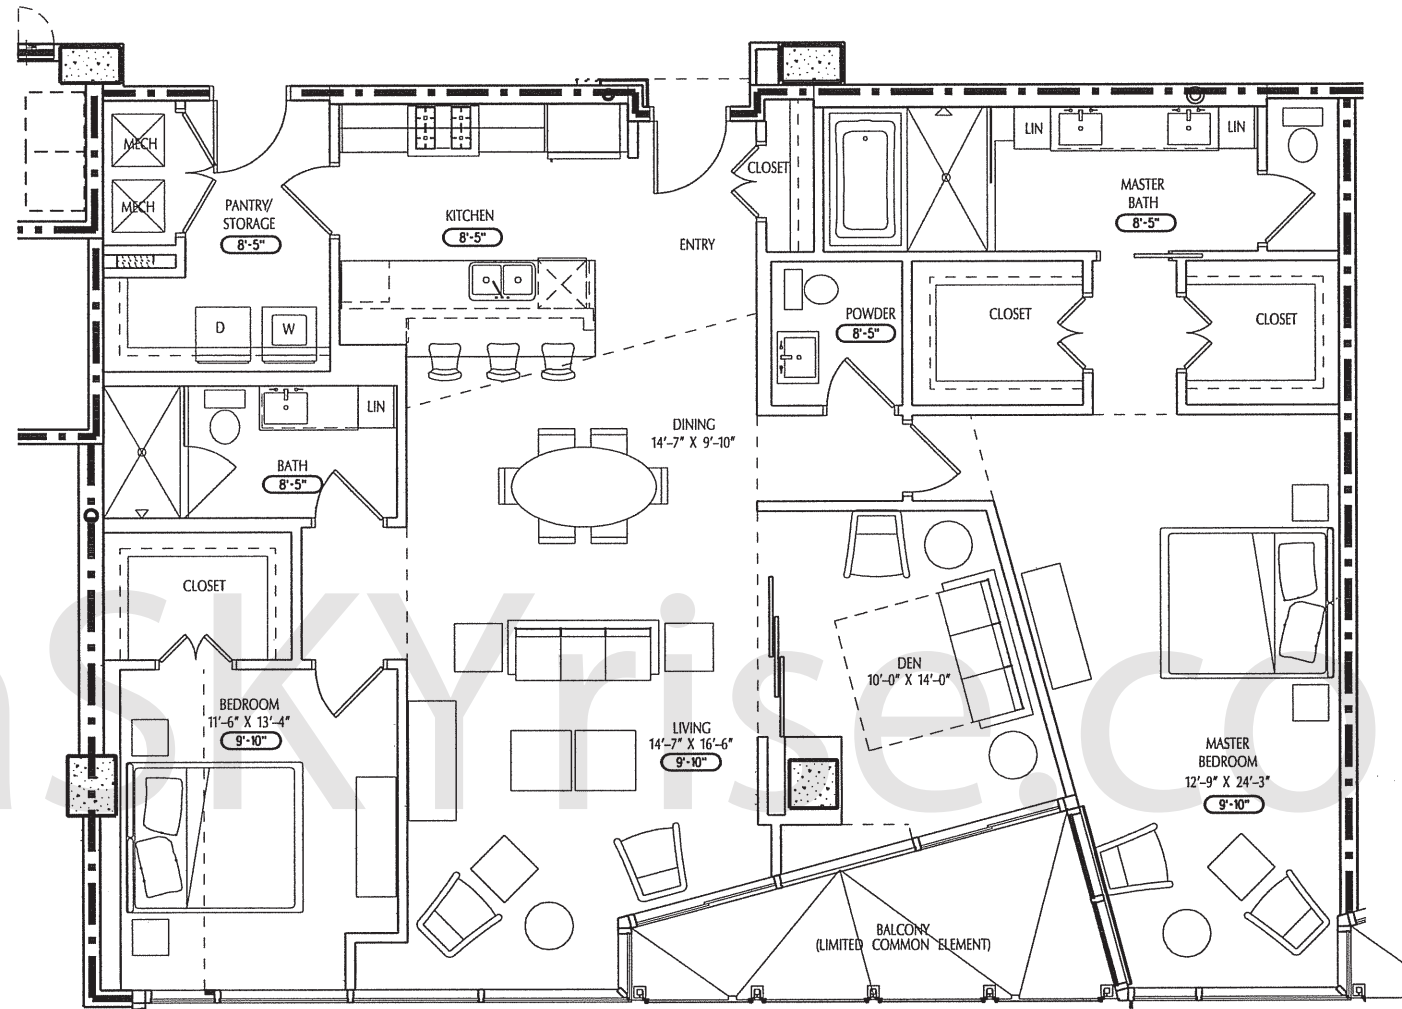 MECH
MECH
PANTRY/
STORAGE
8'-5"
KITCHEN
8'-5"
ENTRY
CLOSET
LIN
LIN
MASTER
BATH
8'-5"
D
W
POWDER
8'-5"
CLOSET
CLOSET
LIN
BATH
8'-5"
DINING
14'-7" X 9'-10"
CLOSET
BEDROOM
11'-6" X 13'-4"
9'-10"
LIVING
14'-7" X 16'-6"
9'-10"
DEN
10'-0" X 14'-0"
MASTER
BEDROOM
12'-9" X 24'-3"
9'-10"
BALCONY
(LIMITED COMMON ELEMENT)
SKYrise.co